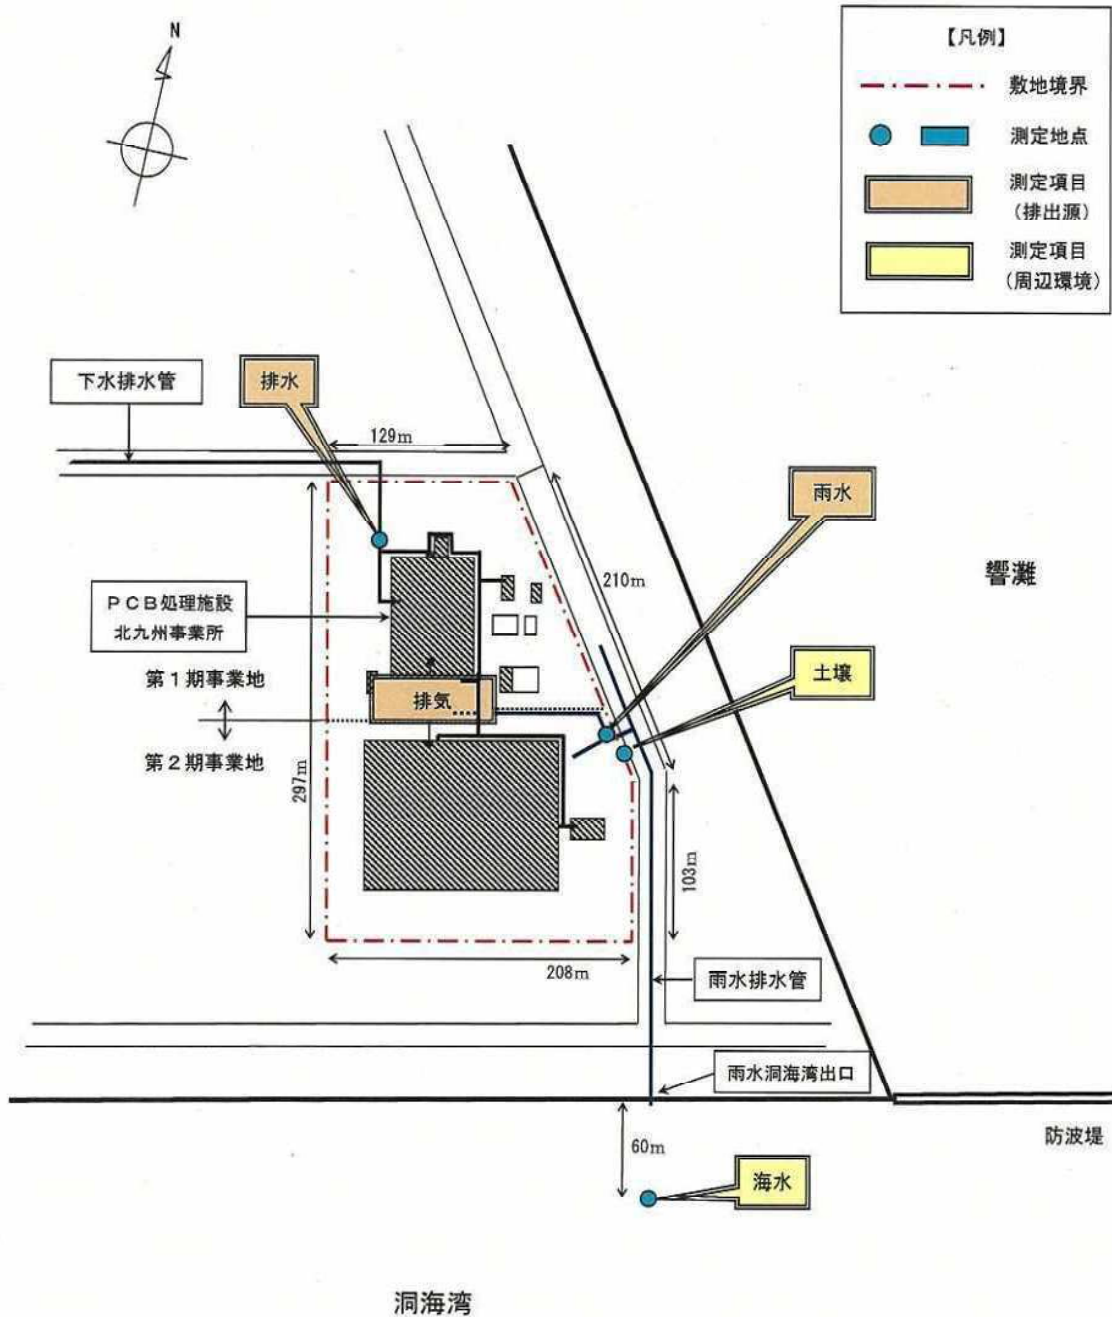 N
【凡例】
敷地境界
測定地点
測定項目
(排出源)
測定項目
(周辺環境)
下水排水管
排水
129m
雨水
210m
響灘
PCB処理施設
北九州事業所
土壌
第1期事業地
排気
第2期事業地
297m
103m
208m
雨水排水管
雨水洞海湾出口
防波堤
60m
海水
洞海湾